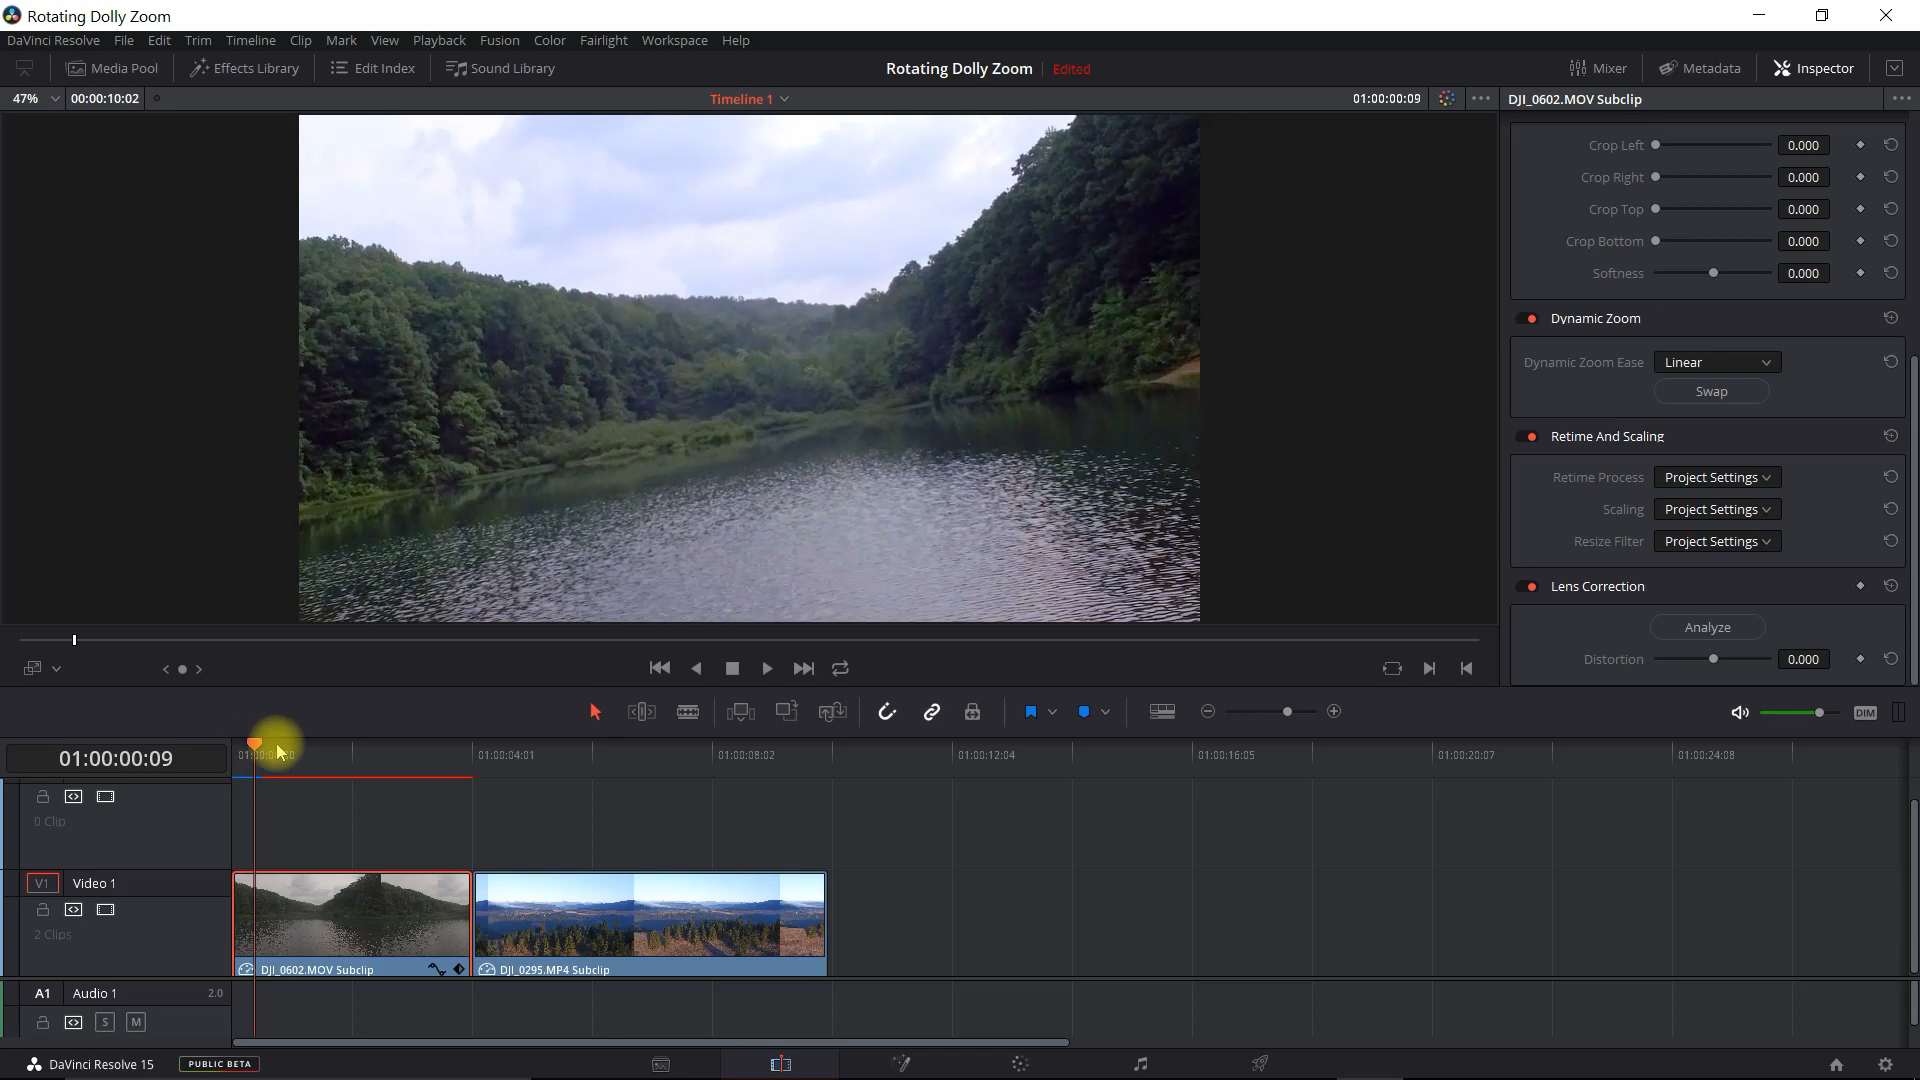 Rotating Dolly Zoom
DaVinci Resolve File Edit Trim Timeline Clip Mark View Playback Fusion Color Fairlight Workspace Help
Media Pool Effects Library Edit Index Sound Library Rotating Dolly Zoom Edited Mixer Metadata Inspector
47% 00:00:10:02 Timeline 1 01:00:00:09 DJI_0602.MOV Subclip
Crop Left 0.000
Crop Right 0.000
Crop Top 0.000
Crop Bottom 0.000
Softness 0.000
Dynamic Zoom
Dynamic Zoom Ease Linear
Swap
Retime And Scaling
Retime Process Project Settings
Scaling Project Settings
Resize Filter Project Settings
Lens Correction
Analyze
Distortion 0.000
DIM
01:00:00:09 01:00:04:01 01:00:08:02 01:00:12:04 01:00:16:05 01:00:20:07 01:00:24:08
0 Clip
V1 Video 1
2 Clips
DJI_0602.MOV Subclip DJI_0295.MP4 Subclip
A1 Audio 1 2.0
S M
DaVinci Resolve 15 PUBLIC BETA